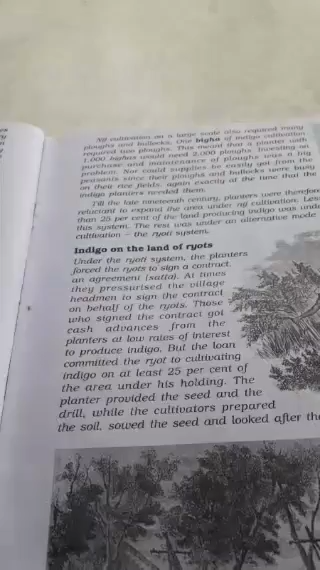 Nij cultivation on a large scale also required many
ploughs and bullocks. One bigha of indigo cultivation
required two ploughs. This meant that a planter with
1,000 bighas would need 2,000 ploughs. Investing on
purchase and maintenance of ploughs was a big
problem. Nor could supplies be easily got from the
peasants since their ploughs and bullocks were busy
on their rice fields, again exactly at the time that the
indigo planters needed them.
Till the late nineteenth century, planters were therefore
reluctant to expand the area under nij cultivation. Less
than 25 per cent of the land producing indigo was under
this system. The rest was under an alternative mode
cultivation – the ryoti system.
Indigo on the land of ryots
Under the ryoti system, the planters
forced the ryots to sign a contract,
an agreement (satta). At times
they pressurised the village
headmen to sign the contract
on behalf of the ryots. Those
who signed the contract got
cash advances from the
planters at low rates of interest
to produce indigo. But the loan
committed the ryot to cultivating
indigo on at least 25 per cent of
the area under his holding. The
planter provided the seed and the
drill, while the cultivators prepared
the soil, sowed the seed and looked after the